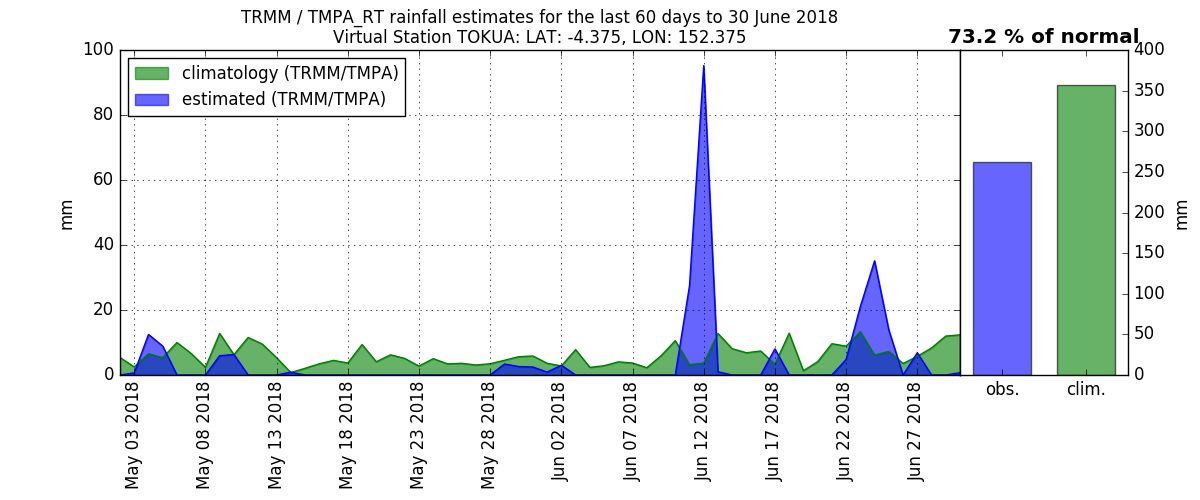 TRMM / TMPA_RT rainfall estimates for the last 60 days to 30 June 2018
Virtual Station TOKUA: LAT: -4.375, LON: 152.375
73.2 % of normal
climatology (TRMM/TMPA)
estimated (TRMM/TMPA)
mm
100
80
60
40
20
0
May 03 2018
May 08 2018
May 13 2018
May 18 2018
May 23 2018
May 28 2018
Jun 02 2018
Jun 07 2018
Jun 12 2018
Jun 17 2018
Jun 22 2018
Jun 27 2018
400
350
300
250
200
150
100
50
0
mm
obs.
clim.